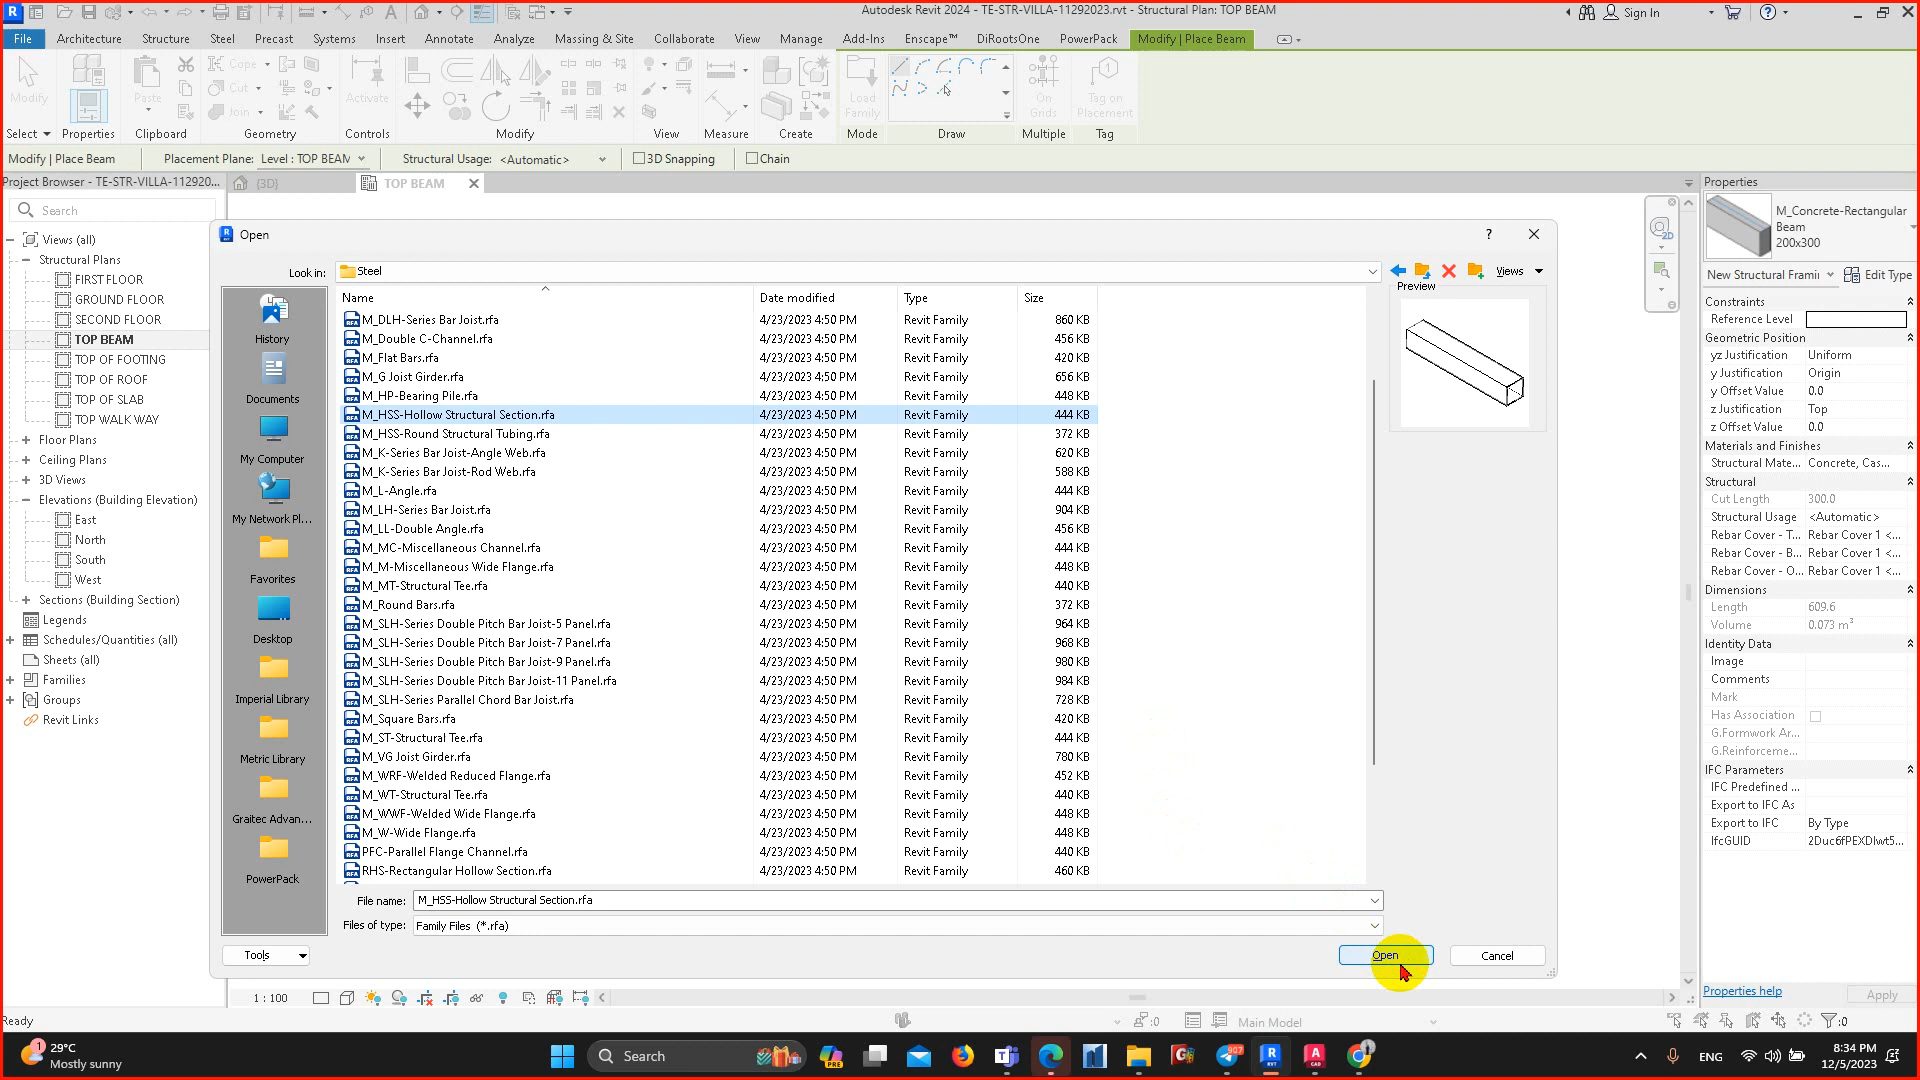 Autodesk Revit 2024 - TE-STR-VILLA-11292023.rvt - Structural Plan: TOP BEAM
Sign In
File Architecture Structure Steel Precast Systems Insert Annotate Analyze Massing & Site Collaborate View Manage Add-Ins Enscape™ DiRootsOne PowerPack Modify | Place Beam
Modify
Paste
Cope
Cut
Join
Activate
Load Family
On Grids
Tag on Placement
Select Properties Clipboard Geometry Controls Modify View Measure Create Mode Draw Multiple Tag
Modify | Place Beam Placement Plane: Level : TOP BEAM Structural Usage: <Automatic> 3D Snapping Chain
Project Browser - TE-STR-VILLA-112920...
{3D}
TOP BEAM
Search
Views (all)
Structural Plans
FIRST FLOOR
GROUND FLOOR
SECOND FLOOR
TOP BEAM
TOP OF FOOTING
TOP OF ROOF
TOP OF SLAB
TOP WALK WAY
Floor Plans
Ceiling Plans
3D Views
Elevations (Building Elevation)
East
North
South
West
Sections (Building Section)
Legends
Schedules/Quantities (all)
Sheets (all)
Families
Groups
Revit Links
Open
?
Look in: Steel
Views
Preview
History
Documents
My Computer
My Network Pl...
Favorites
Desktop
Imperial Library
Metric Library
Graitec Advan...
PowerPack
Name Date modified Type Size
M_DLH-Series Bar Joist.rfa 4/23/2023 4:50 PM Revit Family 860 KB
M_Double C-Channel.rfa 4/23/2023 4:50 PM Revit Family 456 KB
M_Flat Bars.rfa 4/23/2023 4:50 PM Revit Family 420 KB
M_G Joist Girder.rfa 4/23/2023 4:50 PM Revit Family 656 KB
M_HP-Bearing Pile.rfa 4/23/2023 4:50 PM Revit Family 448 KB
M_HSS-Hollow Structural Section.rfa 4/23/2023 4:50 PM Revit Family 444 KB
M_HSS-Round Structural Tubing.rfa 4/23/2023 4:50 PM Revit Family 372 KB
M_K-Series Bar Joist-Angle Web.rfa 4/23/2023 4:50 PM Revit Family 620 KB
M_K-Series Bar Joist-Rod Web.rfa 4/23/2023 4:50 PM Revit Family 588 KB
M_L-Angle.rfa 4/23/2023 4:50 PM Revit Family 444 KB
M_LH-Series Bar Joist.rfa 4/23/2023 4:50 PM Revit Family 904 KB
M_LL-Double Angle.rfa 4/23/2023 4:50 PM Revit Family 456 KB
M_MC-Miscellaneous Channel.rfa 4/23/2023 4:50 PM Revit Family 444 KB
M_M-Miscellaneous Wide Flange.rfa 4/23/2023 4:50 PM Revit Family 448 KB
M_MT-Structural Tee.rfa 4/23/2023 4:50 PM Revit Family 440 KB
M_Round Bars.rfa 4/23/2023 4:50 PM Revit Family 372 KB
M_SLH-Series Double Pitch Bar Joist-5 Panel.rfa 4/23/2023 4:50 PM Revit Family 964 KB
M_SLH-Series Double Pitch Bar Joist-7 Panel.rfa 4/23/2023 4:50 PM Revit Family 968 KB
M_SLH-Series Double Pitch Bar Joist-9 Panel.rfa 4/23/2023 4:50 PM Revit Family 980 KB
M_SLH-Series Double Pitch Bar Joist-11 Panel.rfa 4/23/2023 4:50 PM Revit Family 984 KB
M_SLH-Series Parallel Chord Bar Joist.rfa 4/23/2023 4:50 PM Revit Family 728 KB
M_Square Bars.rfa 4/23/2023 4:50 PM Revit Family 420 KB
M_ST-Structural Tee.rfa 4/23/2023 4:50 PM Revit Family 444 KB
M_VG Joist Girder.rfa 4/23/2023 4:50 PM Revit Family 780 KB
M_WRF-Welded Reduced Flange.rfa 4/23/2023 4:50 PM Revit Family 452 KB
M_WT-Structural Tee.rfa 4/23/2023 4:50 PM Revit Family 440 KB
M_WWF-Welded Wide Flange.rfa 4/23/2023 4:50 PM Revit Family 448 KB
M_W-Wide Flange.rfa 4/23/2023 4:50 PM Revit Family 448 KB
PFC-Parallel Flange Channel.rfa 4/23/2023 4:50 PM Revit Family 440 KB
RHS-Rectangular Hollow Section.rfa 4/23/2023 4:50 PM Revit Family 460 KB
File name: M_HSS-Hollow Structural Section.rfa
Files of type: Family Files (*.rfa)
Tools Open Cancel
Properties
M_Concrete-Rectangular Beam
200x300
New Structural Frami Edit Type
Constraints
Reference Level
Geometric Position
yz Justification Uniform
y Justification Origin
y Offset Value 0.0
z Justification Top
z Offset Value 0.0
Materials and Finishes
Structural Mate... Concrete, Cas...
Structural
Cut Length 300.0
Structural Usage <Automatic>
Rebar Cover - T... Rebar Cover 1 <...
Rebar Cover - B... Rebar Cover 1 <...
Rebar Cover - O... Rebar Cover 1 <...
Dimensions
Length 609.6
Volume 0.073 m³
Identity Data
Image
Comments
Mark
Has Association
G.Formwork Ar...
G.Reinforceme...
IFC Parameters
IFC Predefined ...
Export to IFC As
Export to IFC By Type
IfcGUID 2Duc6fPEXDIwt5...
Properties help Apply
1 : 100
Ready :0 Main Model :0
29°C
Mostly sunny
Search
ENG
8:34 PM
12/5/2023